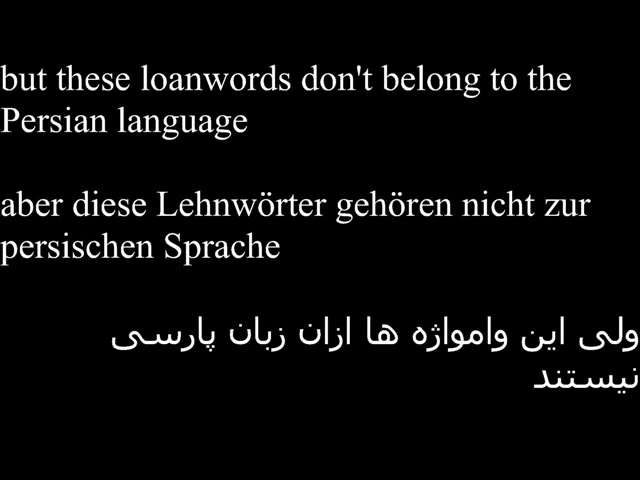 but these loanwords don't belong to the
Persian language
aber diese Lehnwörter gehören nicht zur
persischen Sprache
ولی این وامواژه ها ازان زبان پارسی
نیستند